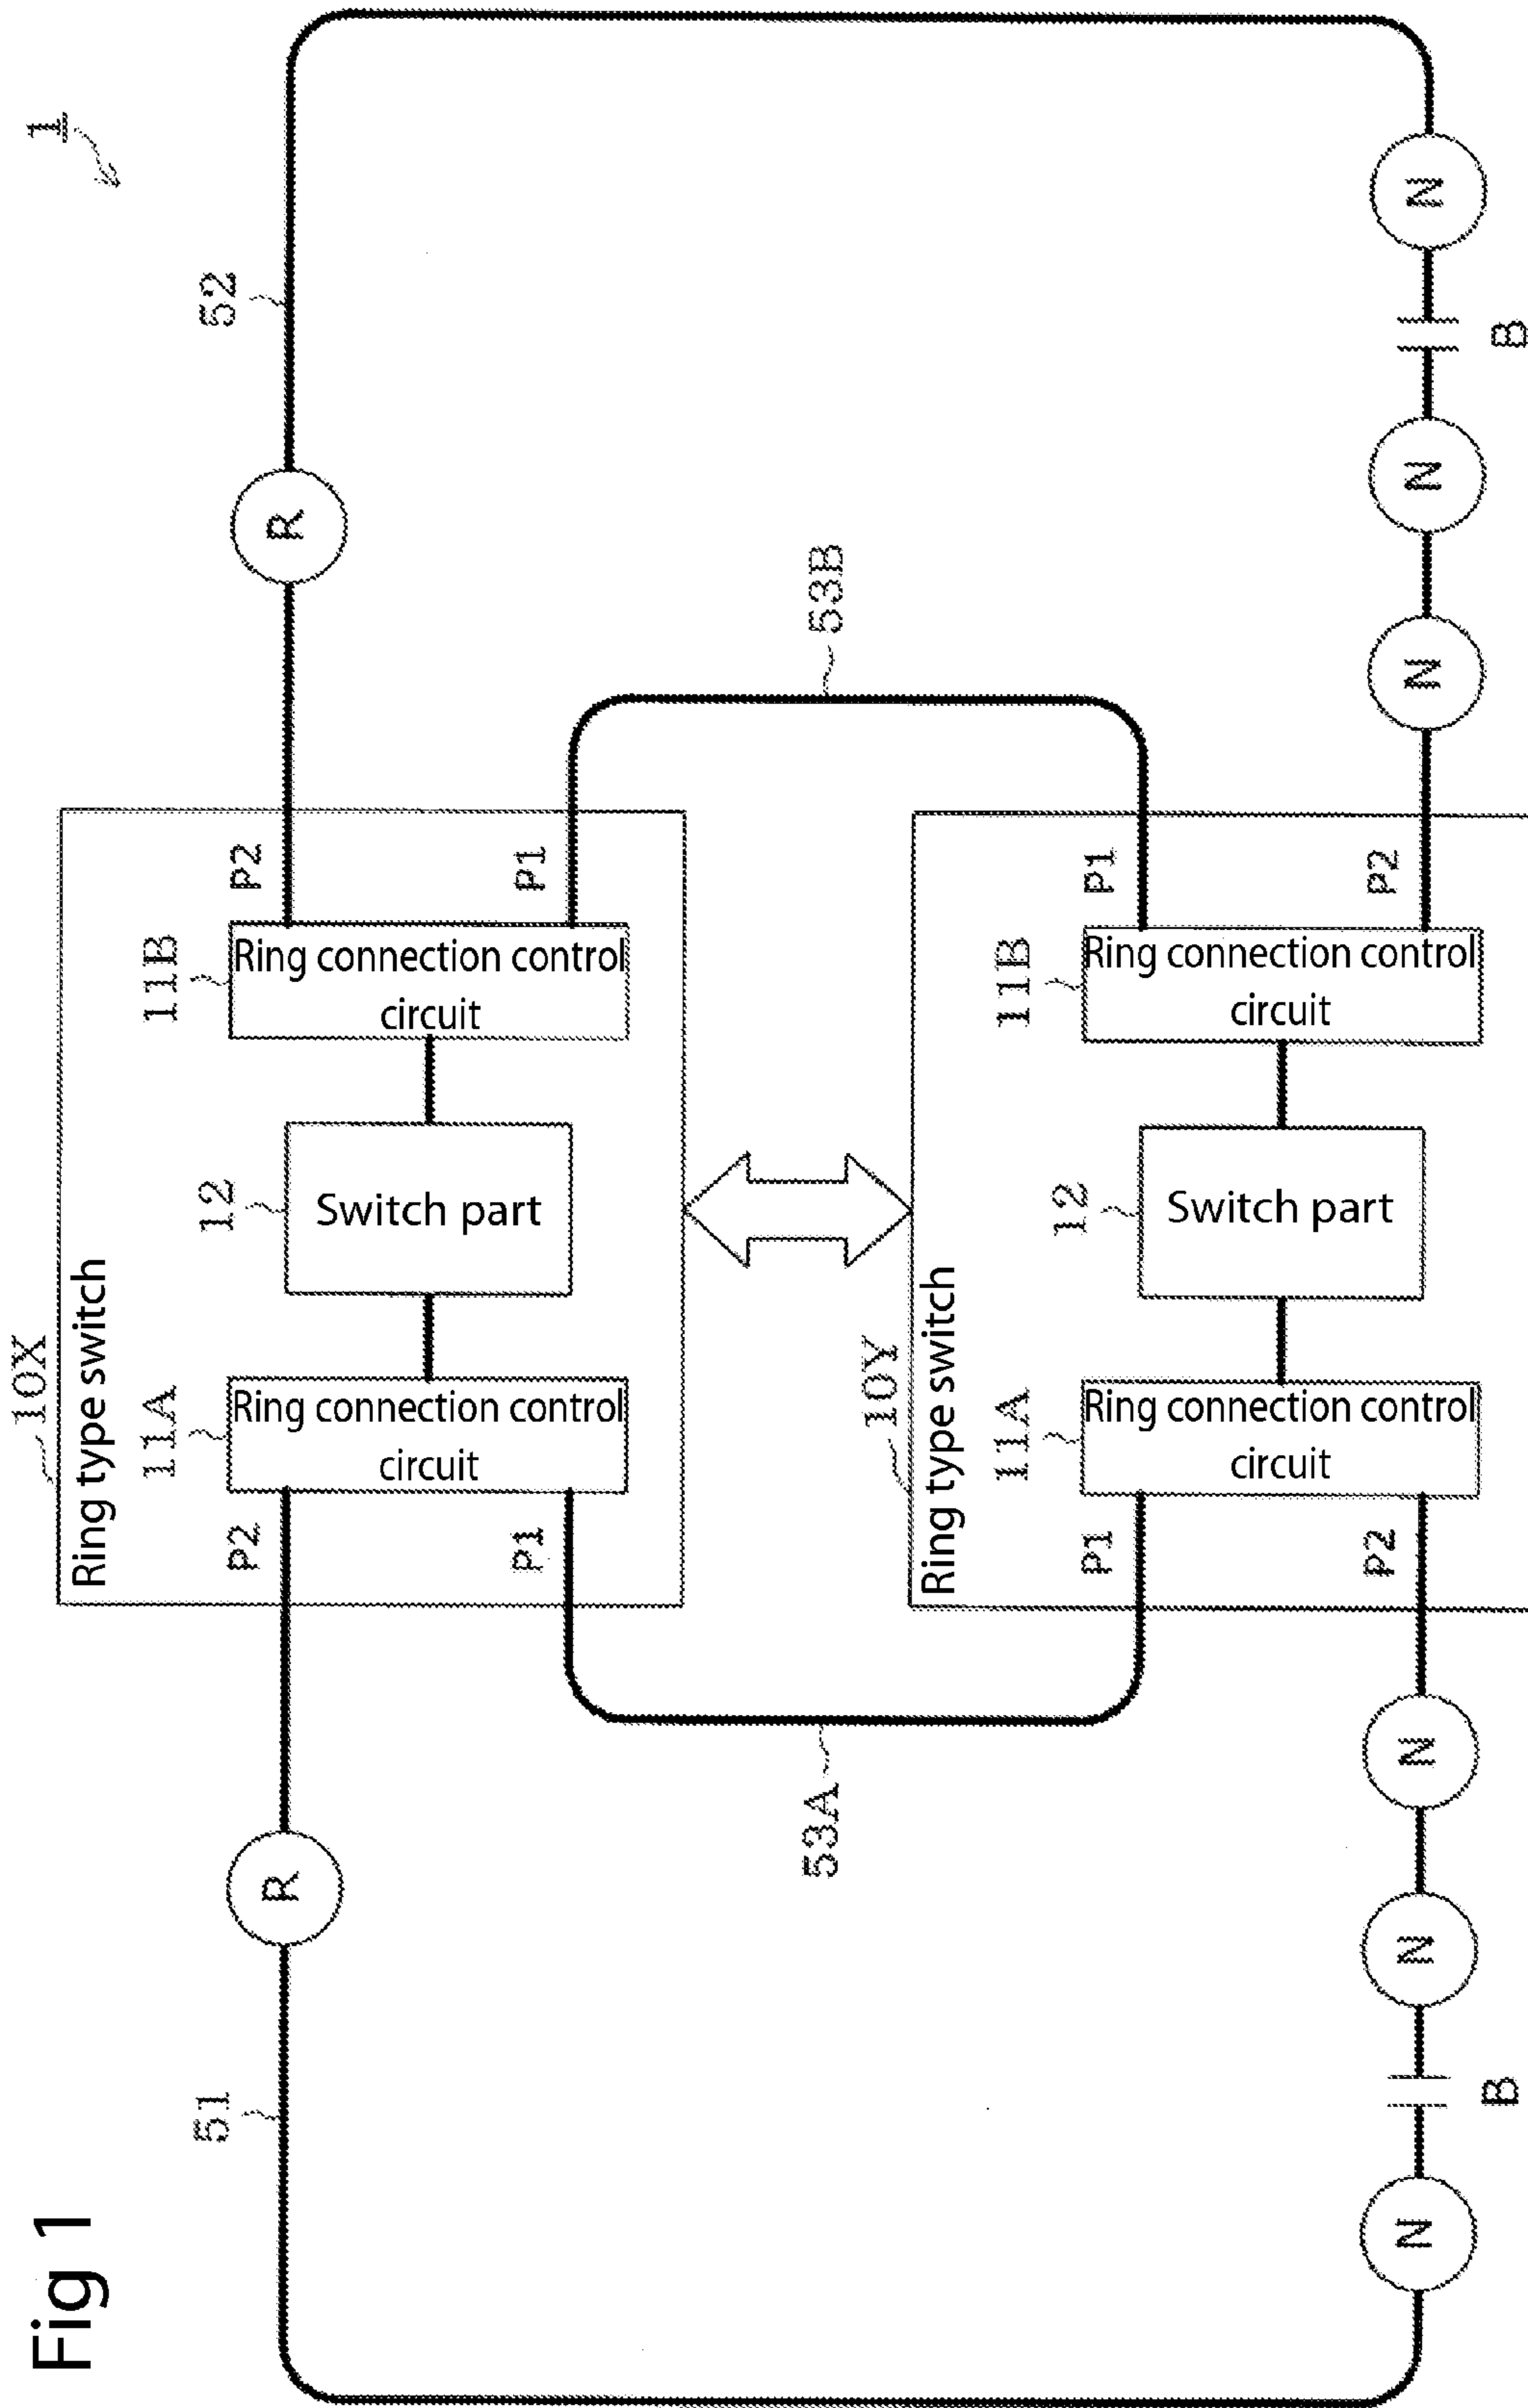 Fig 1
1
51
R
52
R
10X
Ring type switch
11A
Ring connection control
circuit
12
Switch part
11B
Ring connection control
circuit
P2
P1
P2
P1
53A
53B
10Y
Ring type switch
11A
Ring connection control
circuit
12
Switch part
11B
Ring connection control
circuit
P1
P2
P1
P2
N
B
N
N
N
N
B
N